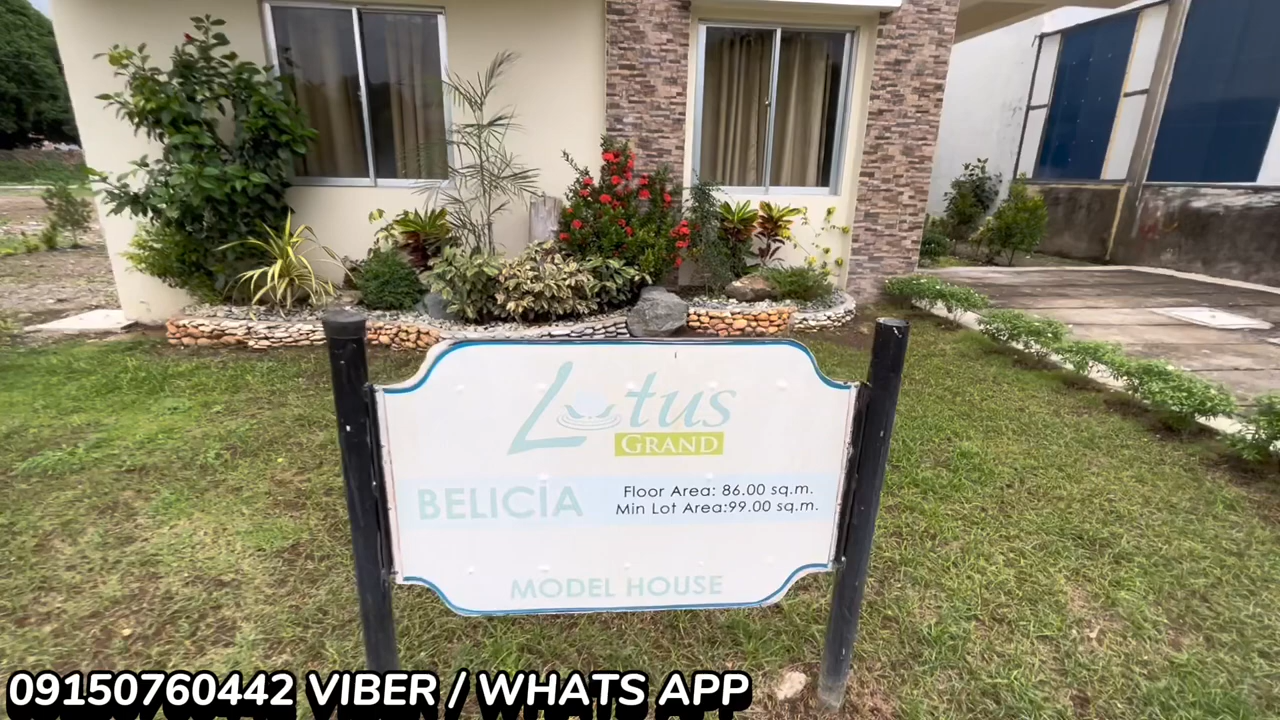 Lotus
GRAND
BELICIA
Floor Area: 86.00 sq.m.
Min Lot Area:99.00 sq.m.
MODEL HOUSE
09150760442 VIBER / WHATS APP